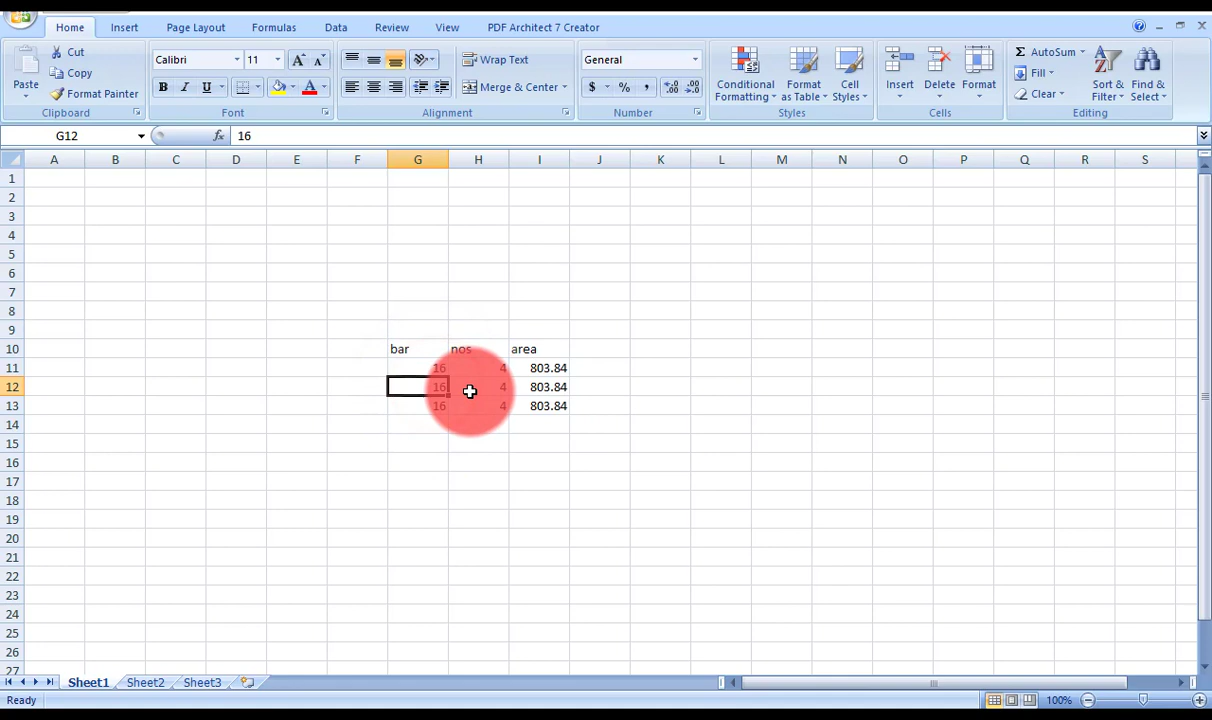 Home Insert Page Layout Formulas Data Review View PDF Architect 7 Creator
Cut
Copy
Format Painter
Paste
Clipboard
Calibri 11
B I U
Font
Wrap Text
Merge & Center
Alignment
General
$ % ,
Number
Conditional Formatting
Format as Table
Cell Styles
Styles
Insert Delete Format
Cells
AutoSum
Fill
Clear
Sort & Filter
Find & Select
Editing
G12 fx 16
A B C D E F G H I J K L M N O P Q R S
1
2
3
4
5
6
7
8
9
10 bar nos area
11 16 4 803.84
12 16 4 803.84
13 16 4 803.84
14
15
16
17
18
19
20
21
22
23
24
25
26
27
Sheet1 Sheet2 Sheet3
Ready 100%